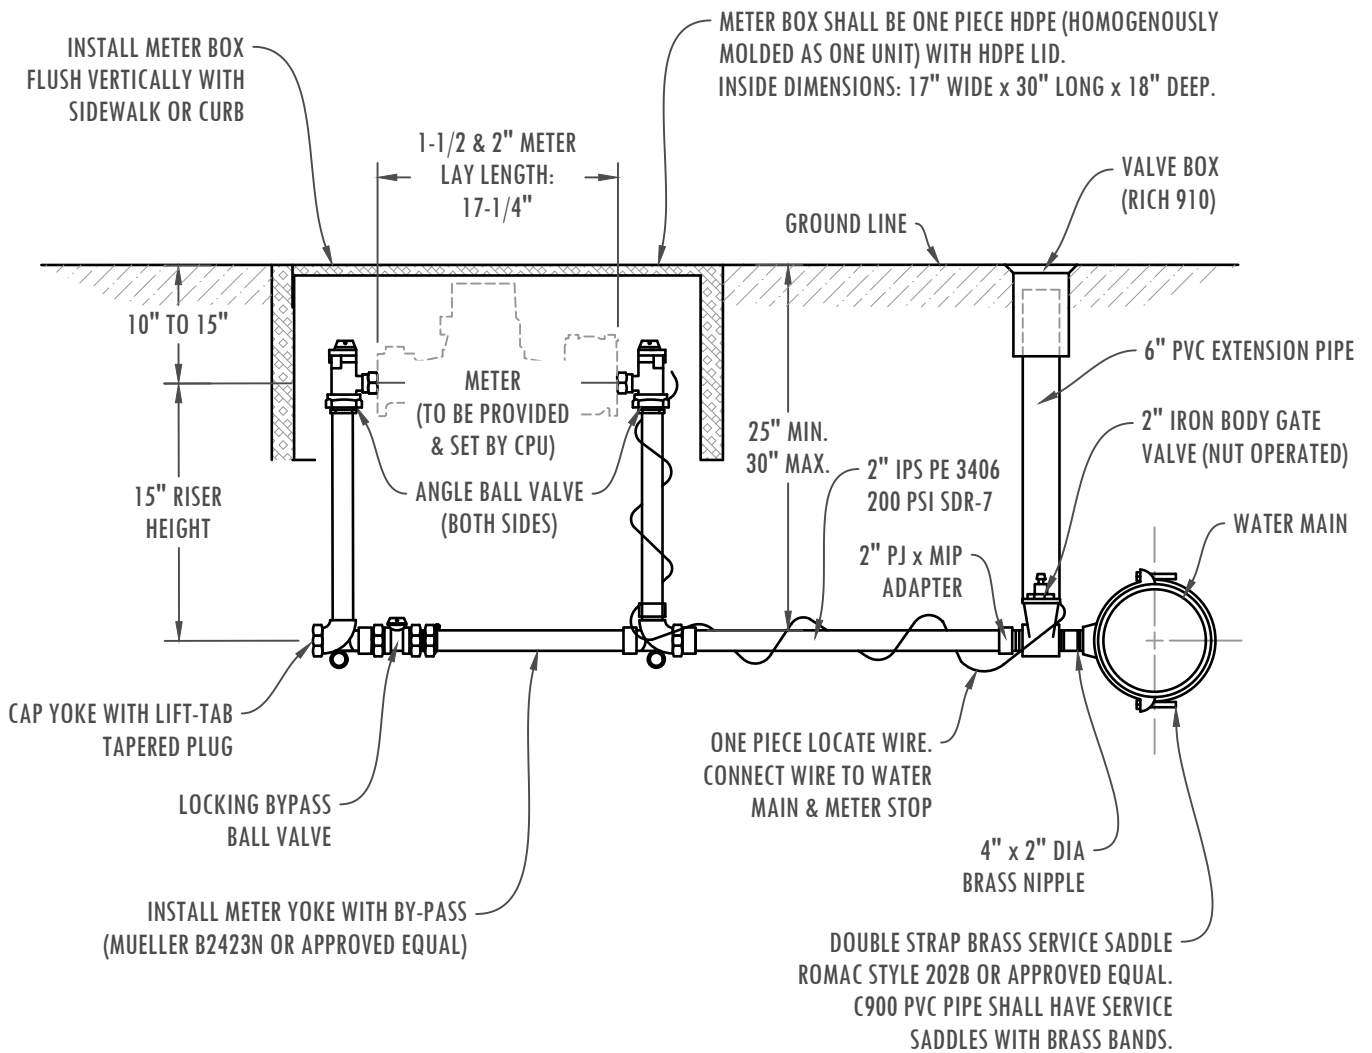 INSTALL METER BOX
FLUSH VERTICALLY WITH
SIDEWALK OR CURB
METER BOX SHALL BE ONE PIECE HDPE (HOMOGENOUSLY
MOLDED AS ONE UNIT) WITH HDPE LID.
INSIDE DIMENSIONS: 17" WIDE x 30" LONG x 18" DEEP.
1-1/2 & 2" METER
LAY LENGTH:
17-1/4"
VALVE BOX
(RICH 910)
GROUND LINE
10" TO 15"
6" PVC EXTENSION PIPE
METER
(TO BE PROVIDED
& SET BY CPU)
25" MIN.
30" MAX.
2" IRON BODY GATE
VALVE (NUT OPERATED)
2" IPS PE 3406
200 PSI SDR-7
15" RISER
HEIGHT
ANGLE BALL VALVE
(BOTH SIDES)
WATER MAIN
2" PJ x MIP
ADAPTER
CAP YOKE WITH LIFT-TAB
TAPERED PLUG
ONE PIECE LOCATE WIRE.
CONNECT WIRE TO WATER
MAIN & METER STOP
LOCKING BYPASS
BALL VALVE
4" x 2" DIA
BRASS NIPPLE
INSTALL METER YOKE WITH BY-PASS
(MUELLER B2423N OR APPROVED EQUAL)
DOUBLE STRAP BRASS SERVICE SADDLE
ROMAC STYLE 202B OR APPROVED EQUAL.
C900 PVC PIPE SHALL HAVE SERVICE
SADDLES WITH BRASS BANDS.